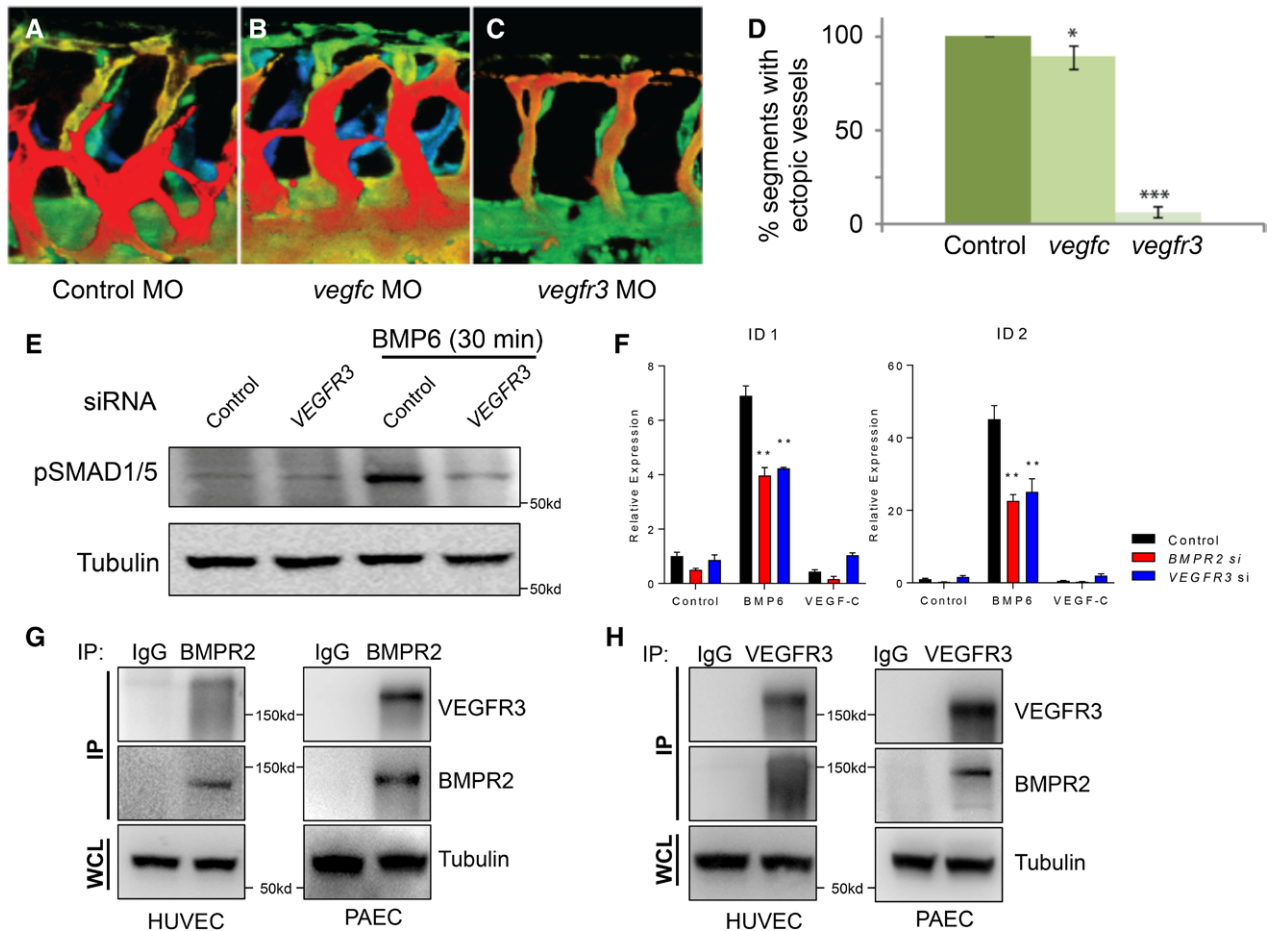 A
B
C
Control MO
vegfc MO
vegfr3 MO
D
% segments with
ectopic vessels
100
50
0
*
***
Control vegfc vegfr3
E
BMP6 (30 min)
siRNA
Control
VEGFR3
Control
VEGFR3
pSMAD1/5
50kd
Tubulin
50kd
F
ID 1
Relative Expression
8
6
4
2
0
** **
Control BMP6 VEGF-C
ID 2
Relative Expression
60
40
20
0
** **
Control BMP6 VEGF-C
Control
BMPR2 si
VEGFR3 si
G
IP: IgG BMPR2 IgG BMPR2
IP
150kd
VEGFR3
150kd
BMPR2
WCL
50kd
Tubulin
HUVEC PAEC
H
IP: IgG VEGFR3 IgG VEGFR3
IP
150kd
VEGFR3
150kd
BMPR2
WCL
50kd
Tubulin
HUVEC PAEC